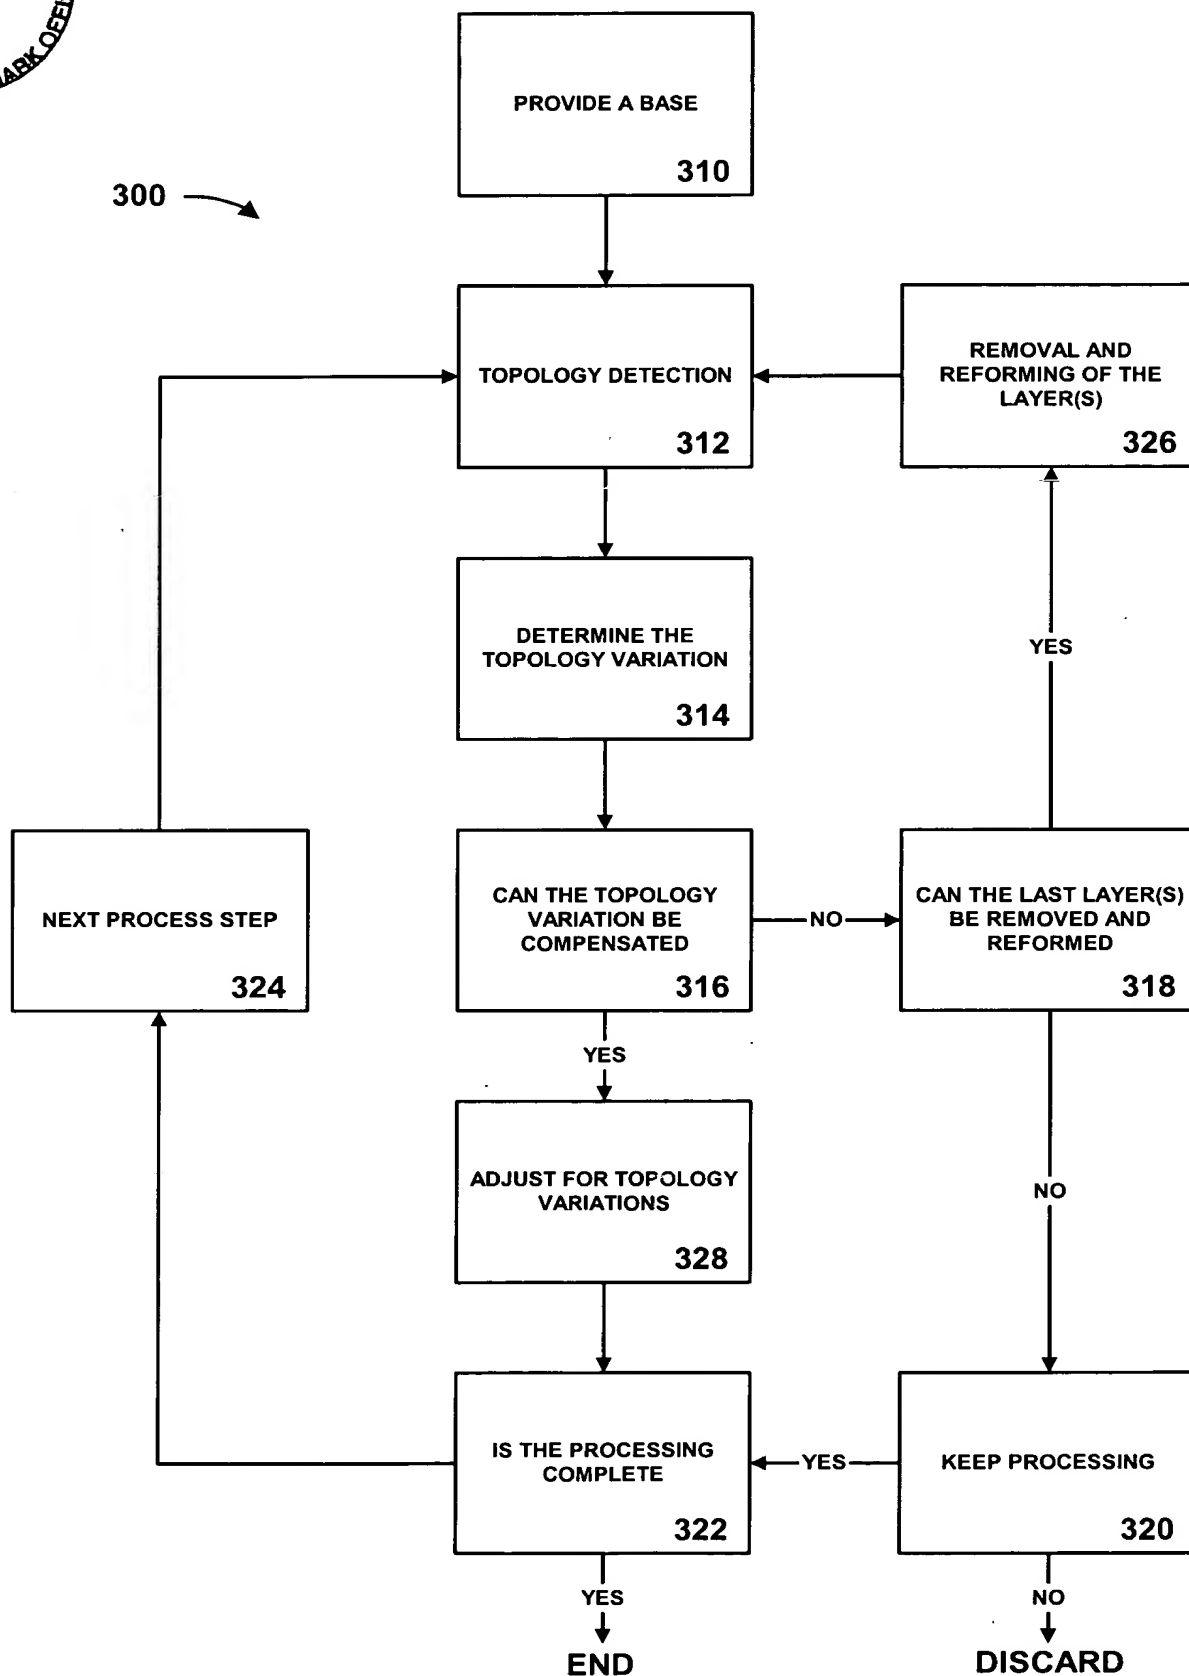 MARK OFFI
PROVIDE A BASE
310
300
TOPOLOGY DETECTION
312
REMOVAL AND
REFORMING OF THE
LAYER(S)
326
DETERMINE THE
TOPOLOGY VARIATION
314
YES
NEXT PROCESS STEP
324
CAN THE TOPOLOGY
VARIATION BE
COMPENSATED
316
NO
CAN THE LAST LAYER(S)
BE REMOVED AND
REFORMED
318
YES
ADJUST FOR TOPOLOGY
VARIATIONS
328
NO
IS THE PROCESSING
COMPLETE
322
YES
KEEP PROCESSING
320
YES
END
NO
DISCARD